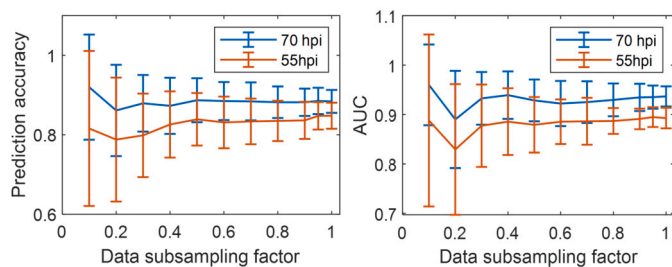 1
0.8
0.6
Prediction accuracy
0
0.2
0.4
0.6
0.8
1
Data subsampling factor
70 hpi
55hpi
1.1
1
0.9
0.8
0.7
AUC
0
0.2
0.4
0.6
0.8
1
Data subsampling factor
70 hpi
55hpi